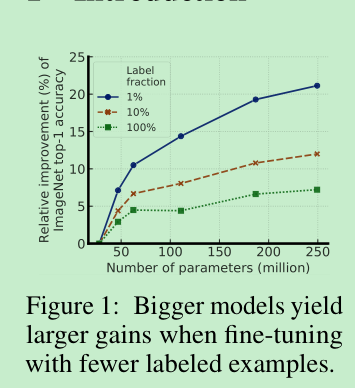 25
20
15
10
5
0
Relative improvement (%) of
ImageNet top-1 accuracy
Label
fraction
1%
10%
100%
50 100 150 200 250
Number of parameters (million)
Figure 1: Bigger models yield
larger gains when fine-tuning
with fewer labeled examples.